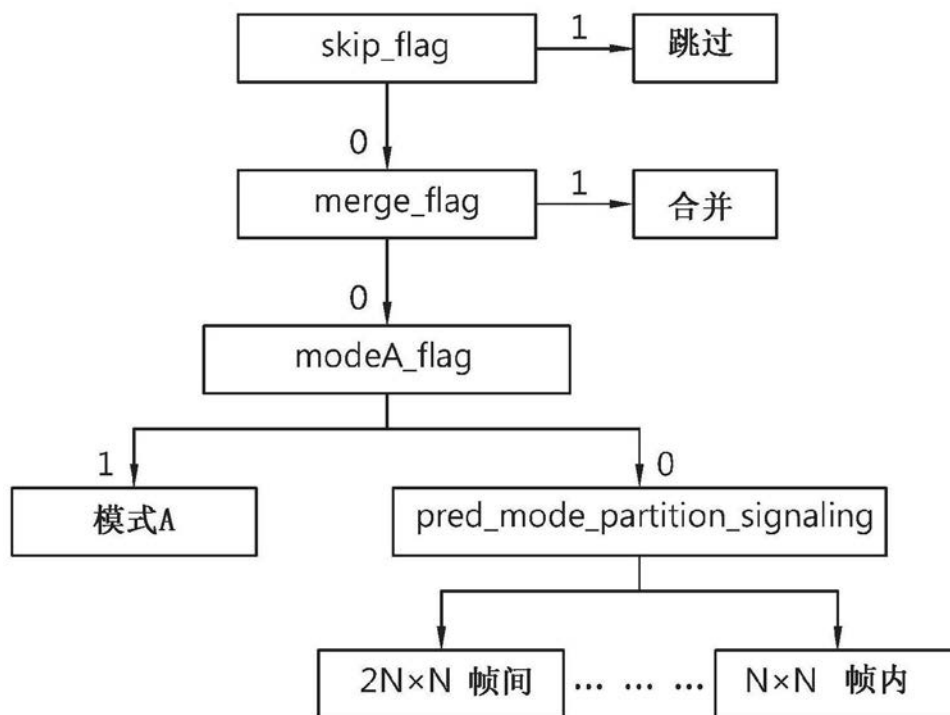 skip_flag
1
跳过
0
merge_flag
1
合并
0
modeA_flag
1
0
模式A
pred_mode_partition_signaling
2N×N 帧间
... ... ...
N×N 帧内